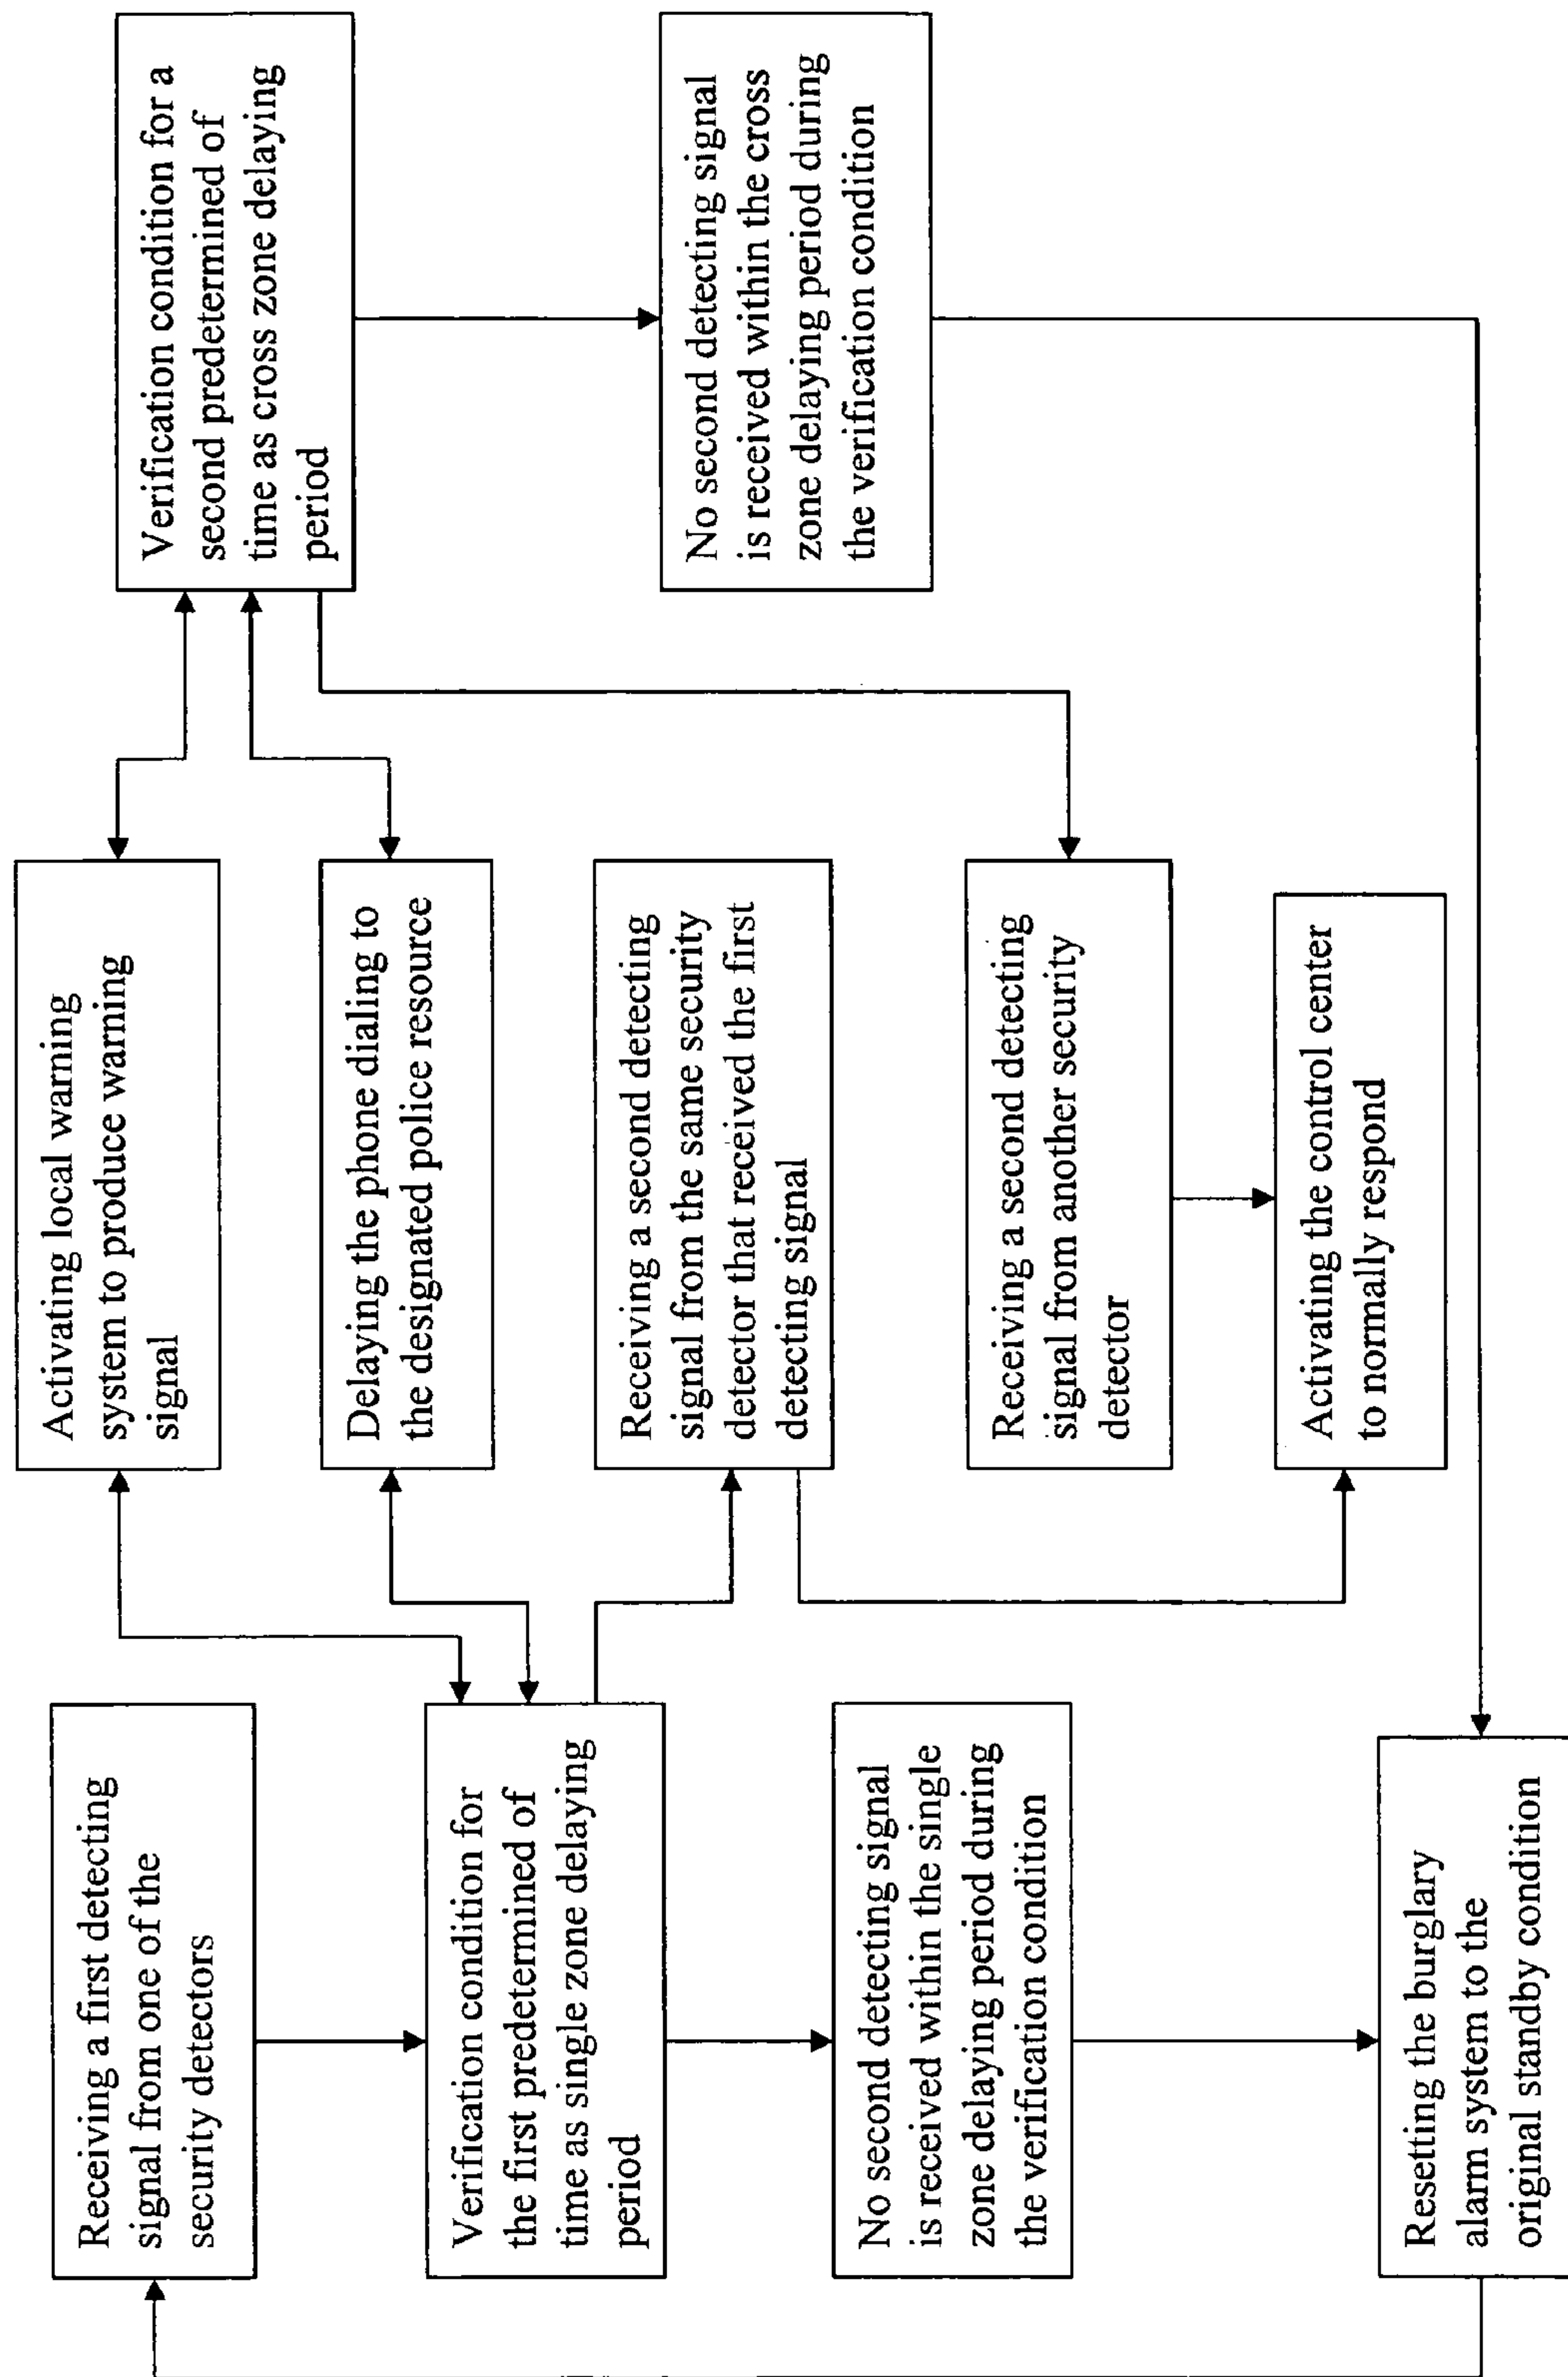 Receiving a first detecting
signal from one of the
security detectors
Verification condition for
the first predetermined of
time as single zone delaying
period
No second detecting signal
is received within the single
zone delaying period during
the verification condition
Resetting the burglary
alarm system to the
original standby condition
Activating local warning
system to produce warning
signal
Delaying the phone dialing to
the designated police resource
Receiving a second detecting
signal from the same security
detector that received the first
detecting signal
Receiving a second detecting
signal from another security
detector
Activating the control center
to normally respond
Verification condition for a
second predetermined of
time as cross zone delaying
period
No second detecting signal
is received within the cross
zone delaying period during
the verification condition